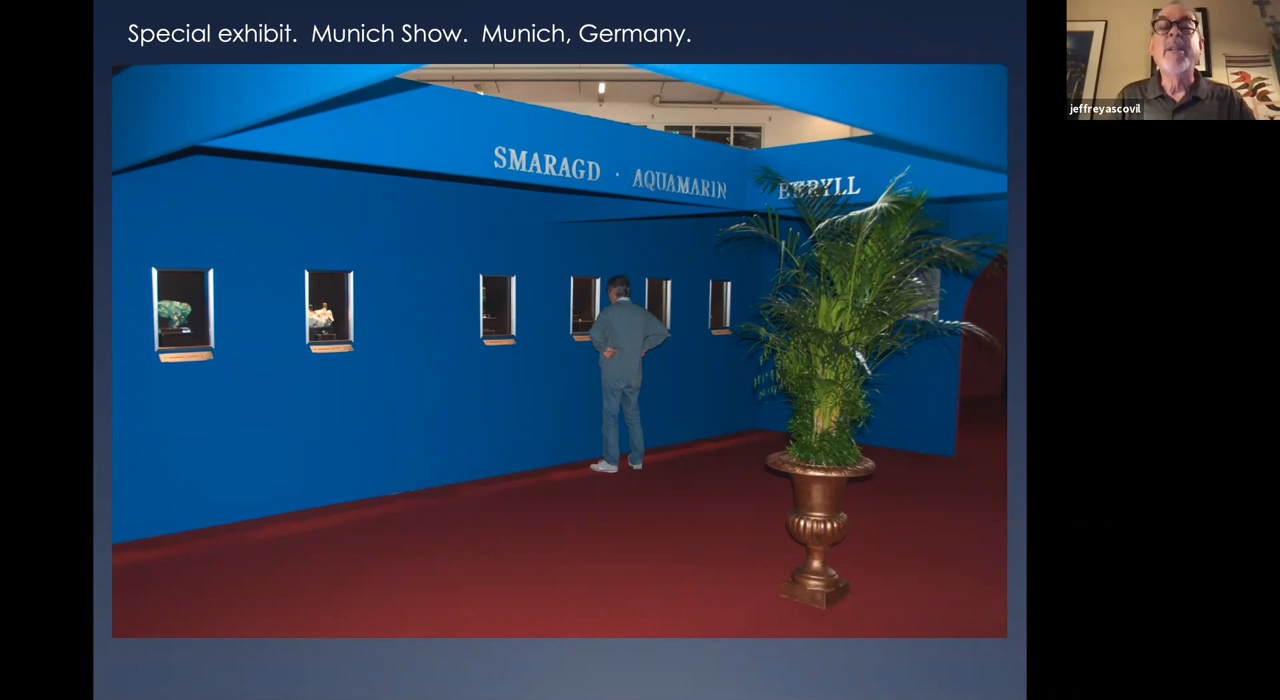 Special exhibit.  Munich Show.  Munich, Germany.
jeffreyascovil
SMARAGD · AQUAMARIN BERYLL